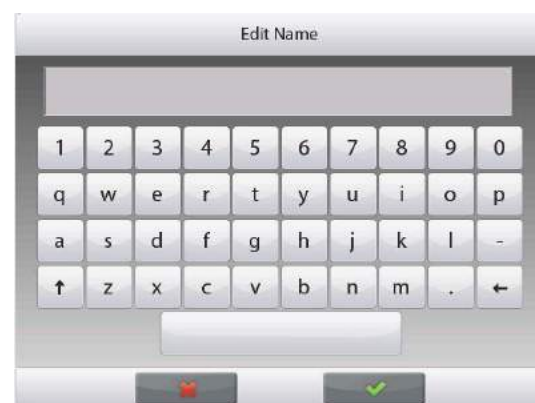 Edit Name
1 2 3 4 5 6 7 8 9 0
q w e r t y u i o p
a s d f g h j k l -
↑ z x c v b n m . ←